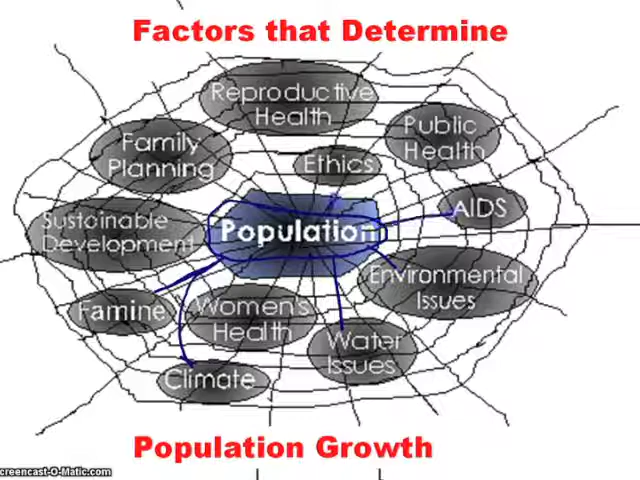 Factors that Determine
Reproductive
Health
Public
Health
Family
Planning
Ethics
AIDS
Sustainable
Development
Population
Environmental
Issues
Famine
Women's
Health
Water
Issues
Climate
Population Growth
creencast-O-Matic.com